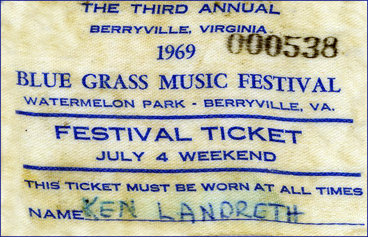 THE THIRD ANNUAL
BERRYVILLE, VIRGINIA
1969 000538
BLUE GRASS MUSIC FESTIVAL
WATERMELON PARK - BERRYVILLE, VA.
FESTIVAL TICKET
JULY 4 WEEKEND
THIS TICKET MUST BE WORN AT ALL TIMES
NAME KEN LANDRETH